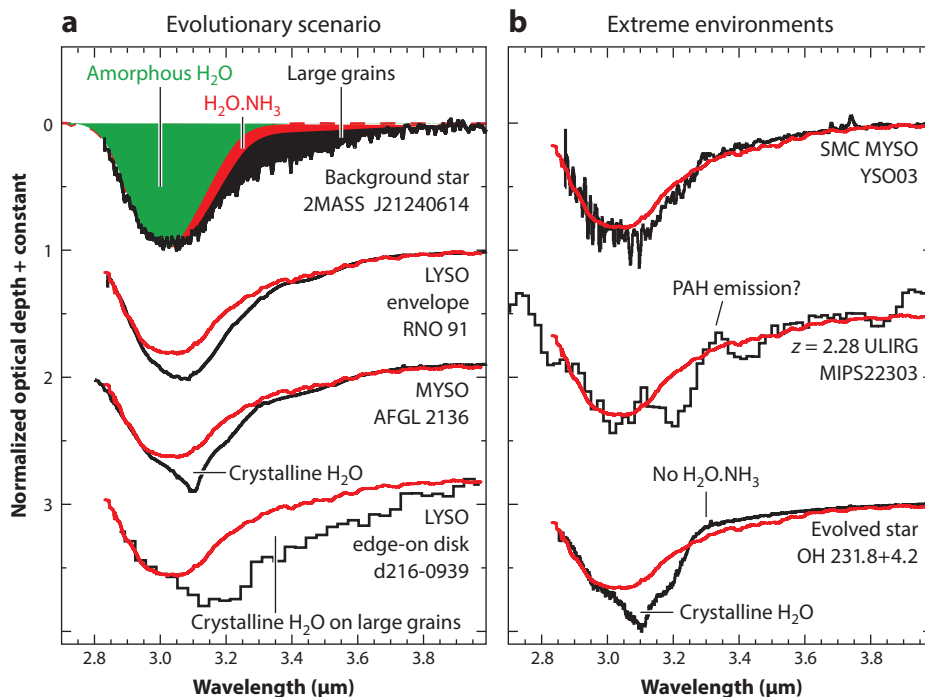 a Evolutionary scenario
Amorphous H₂O
Large grains
H₂O.NH₃
Background star
2MASS J21240614
LYSO
envelope
RNO 91
MYSO
AFGL 2136
Crystalline H₂O
LYSO
edge-on disk
d216-0939
Crystalline H₂O on large grains
Normalized optical depth + constant
0
1
2
3
2.8 3.0 3.2 3.4 3.6 3.8
Wavelength (μm)
b Extreme environments
SMC MYSO
YSO03
PAH emission?
z = 2.28 ULIRG
MIPS22303
No H₂O.NH₃
Evolved star
OH 231.8+4.2
Crystalline H₂O
2.8 3.0 3.2 3.4 3.6 3.8
Wavelength (μm)